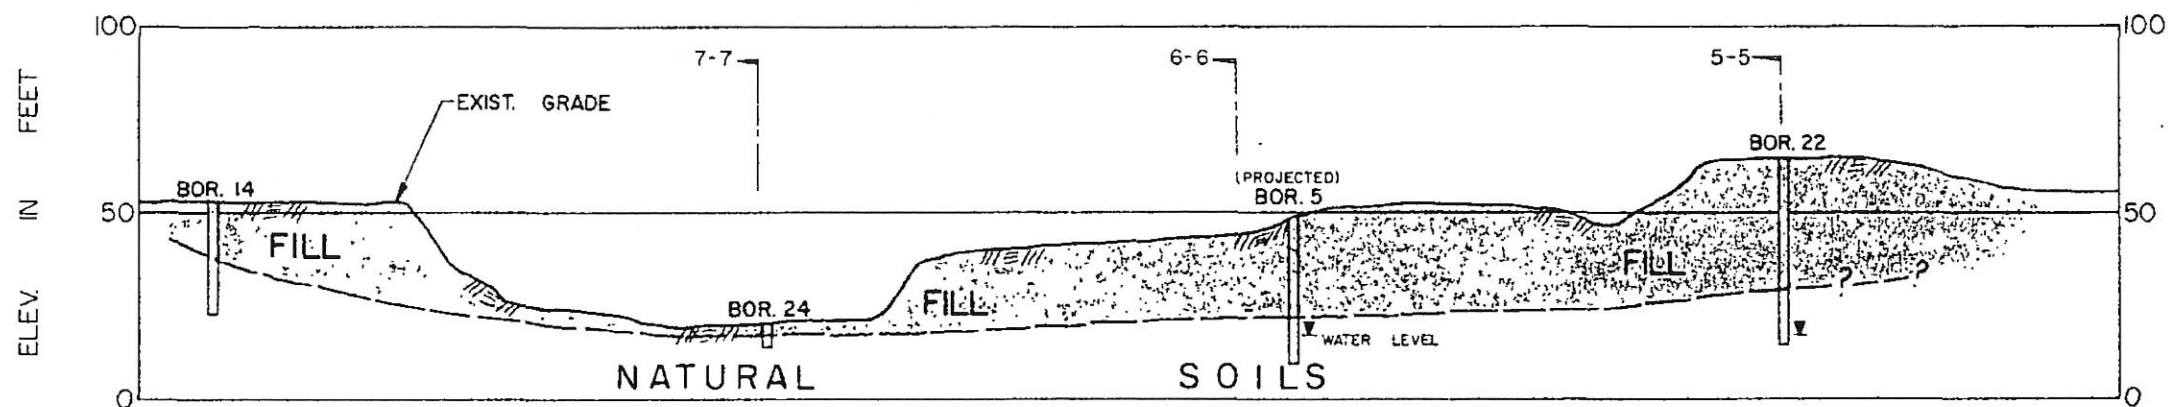 100
100
7-7
6-6
5-5
ELEV. IN FEET
EXIST. GRADE
BOR. 22
BOR. 14
(PROJECTED)
BOR. 5
50
50
FILL
FILL
BOR. 24
FILL
? ?
WATER LEVEL
NATURAL SOILS
0
0